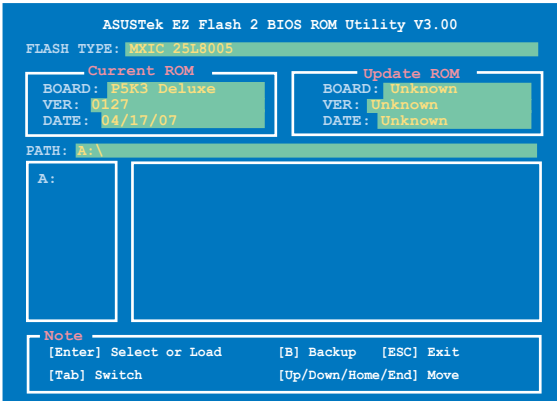 ASUSTek EZ Flash 2 BIOS ROM Utility V3.00
FLASH TYPE: MXIC 25L8005
Current ROM
BOARD: P5K3 Deluxe
VER: 0127
DATE: 04/17/07
Update ROM
BOARD: Unknown
VER: Unknown
DATE: Unknown
PATH: A:\
A:
Note
[Enter] Select or Load [B] Backup [ESC] Exit
[Tab] Switch [Up/Down/Home/End] Move